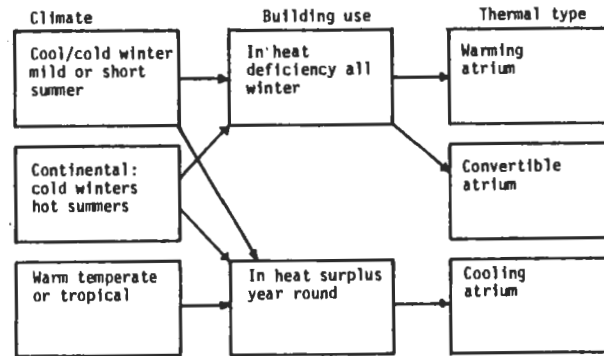 Climate
Building use
Thermal type
Cool/cold winter
mild or short
summer
In heat
deficiency all
winter
Warming
atrium
Continental:
cold winters
hot summers
Convertible
atrium
Warm temperate
or tropical
In heat surplus
year round
Cooling
atrium